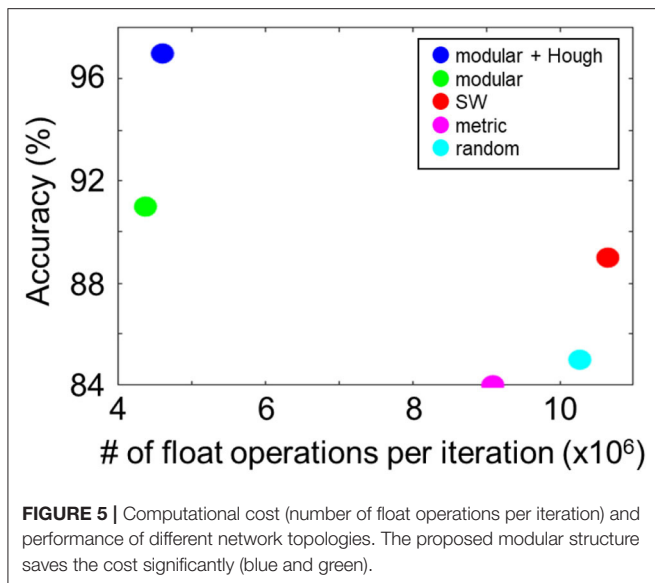 96
92
88
84
Accuracy (%)
modular + Hough
modular
SW
metric
random
4 6 8 10
# of float operations per iteration (x10⁶)
FIGURE 5 | Computational cost (number of float operations per iteration) and
performance of different network topologies. The proposed modular structure
saves the cost significantly (blue and green).